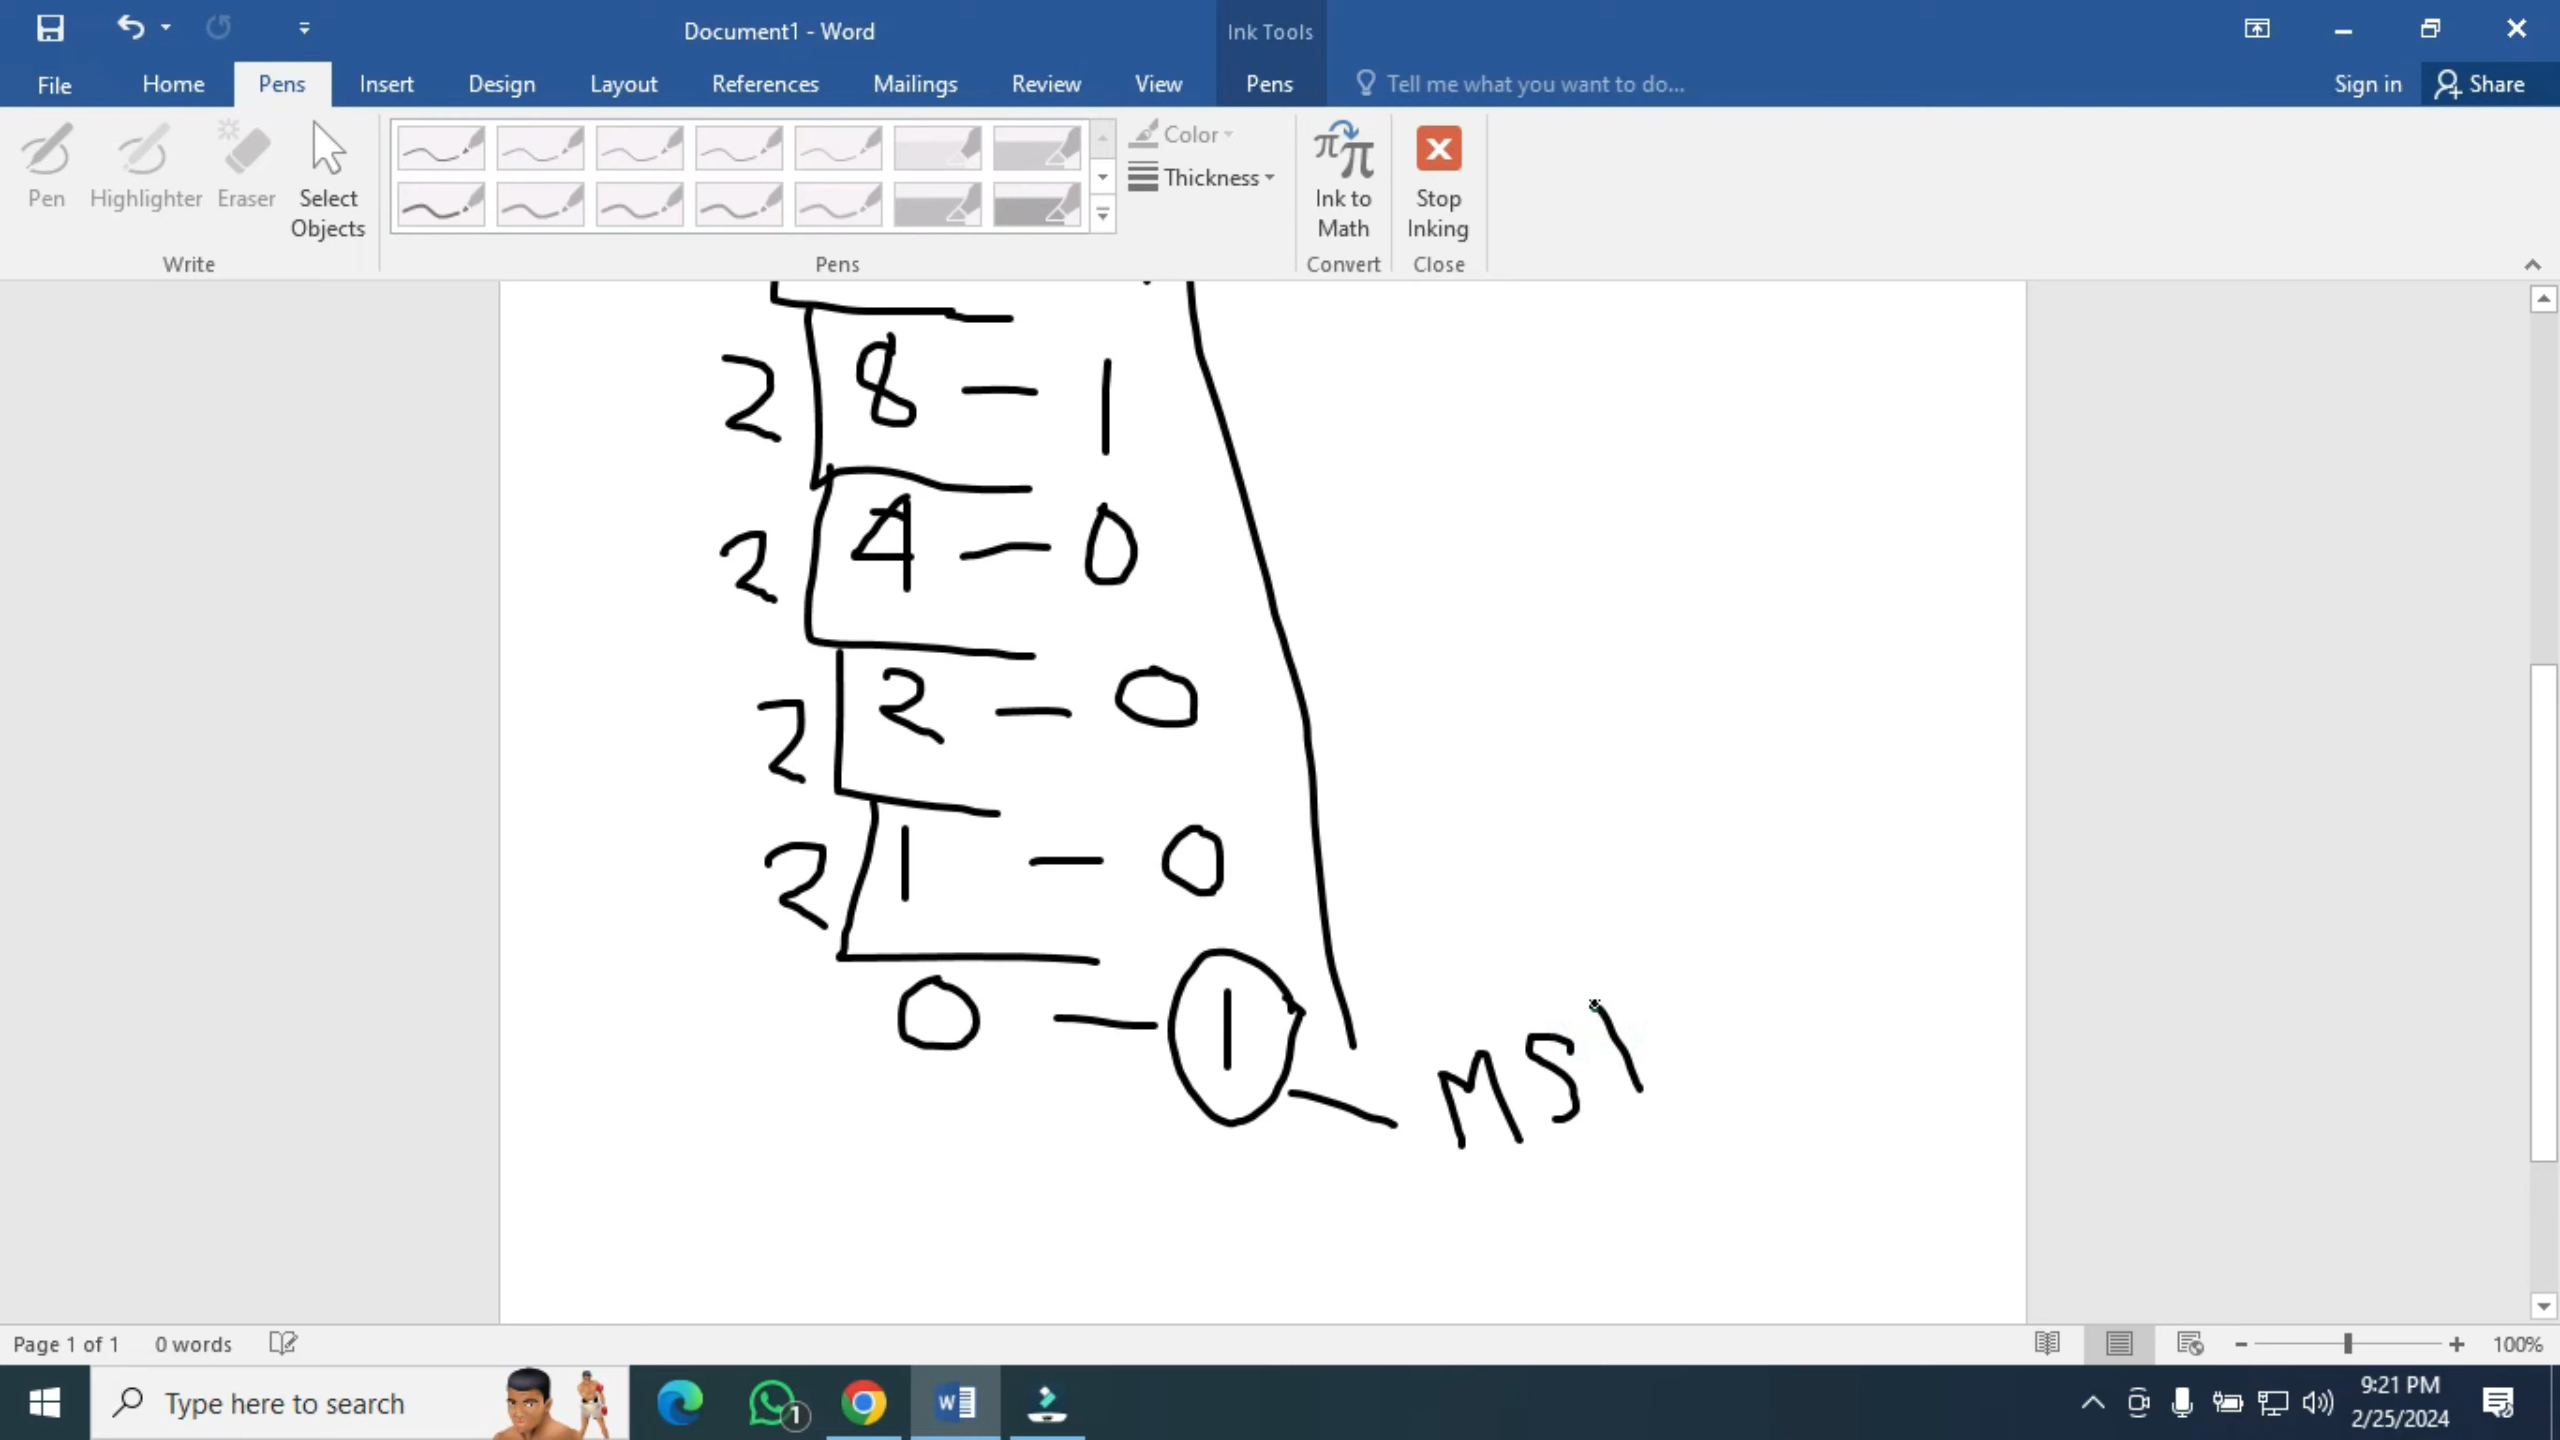 Document1 - Word
Ink Tools
File Home Pens Insert Design Layout References Mailings Review View Pens Tell me what you want to do... Sign in Share
Pen Highlighter Eraser Select Objects
Color
Thickness
Ink to Math
Stop Inking
Write Pens Convert Close
2 8 — 1
2 4 — 0
2 2 — 0
2 1 — 0
0 — 1
MS\
Page 1 of 1 0 words 100%
Type here to search 1 9:21 PM
2/25/2024